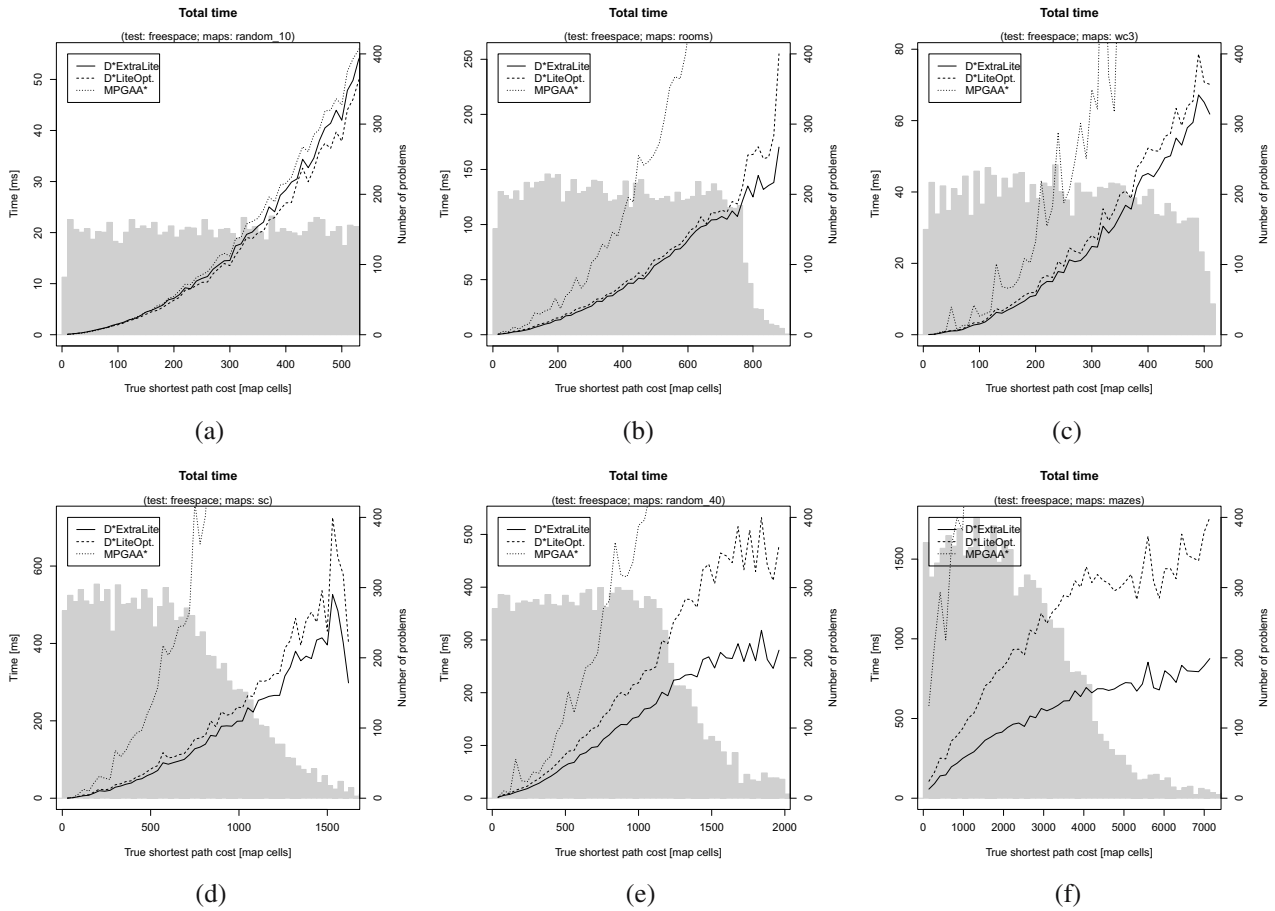 Total time
(test: freespace; maps: random_10)
D*ExtraLite
D*LiteOpt.
MPGAA*
Time [ms]
0 10 20 30 40 50
Number of problems
0 100 200 300 400
0 100 200 300 400 500
True shortest path cost [map cells]
(a)
Total time
(test: freespace; maps: rooms)
D*ExtraLite
D*LiteOpt.
MPGAA*
Time [ms]
0 50 100 150 200 250
Number of problems
0 100 200 300 400
0 200 400 600 800
True shortest path cost [map cells]
(b)
Total time
(test: freespace; maps: wc3)
D*ExtraLite
D*LiteOpt.
MPGAA*
Time [ms]
0 20 40 60 80
Number of problems
0 100 200 300 400
0 100 200 300 400 500
True shortest path cost [map cells]
(c)
Total time
(test: freespace; maps: sc)
D*ExtraLite
D*LiteOpt.
MPGAA*
Time [ms]
0 200 400 600
Number of problems
0 100 200 300 400
0 500 1000 1500
True shortest path cost [map cells]
(d)
Total time
(test: freespace; maps: random_40)
D*ExtraLite
D*LiteOpt.
MPGAA*
Time [ms]
0 100 200 300 400 500
Number of problems
0 100 200 300 400
0 500 1000 1500 2000
True shortest path cost [map cells]
(e)
Total time
(test: freespace; maps: mazes)
D*ExtraLite
D*LiteOpt.
MPGAA*
Time [ms]
0 500 1000 1500
Number of problems
0 100 200 300 400
0 1000 2000 3000 4000 5000 6000 7000
True shortest path cost [map cells]
(f)